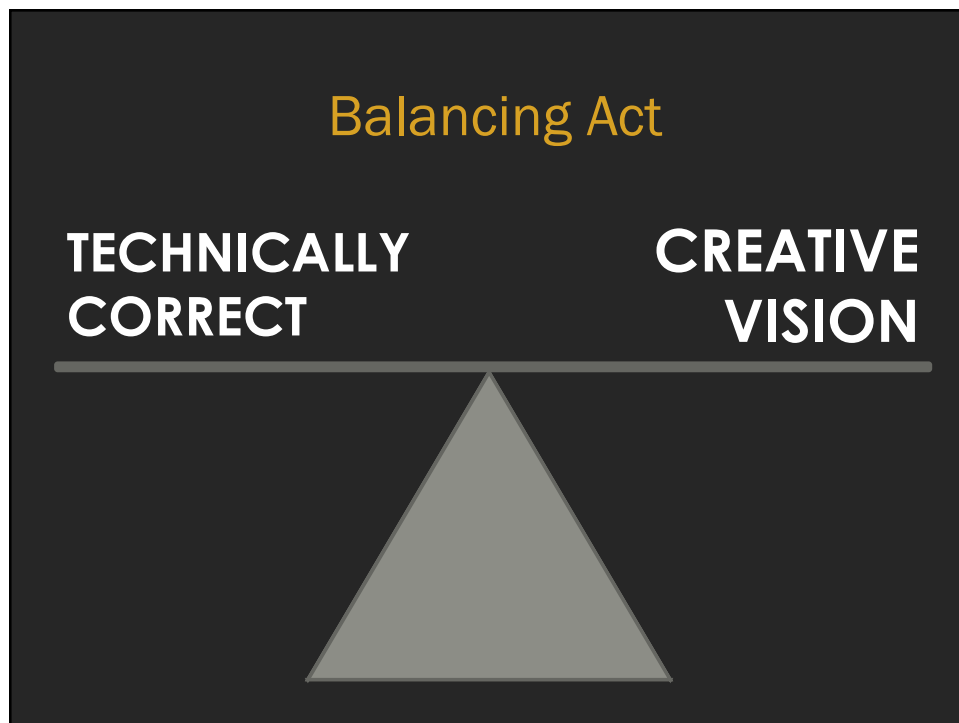 Balancing Act
TECHNICALLY
CORRECT
CREATIVE
VISION